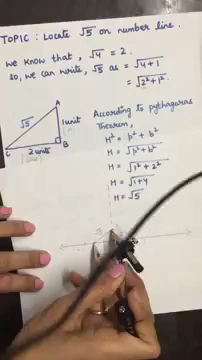 TOPIC: Locate √5 on number line.
We know that, √4 = 2.
so, we can write, √5 as = √4+1
= √2²+1²
A
√5
1 unit
C
2 units
B
According to pythagoras
Theorem,
H² = p² + b²
H = √p²+b²
H = √1²+2²
H = √1+4
H = √5